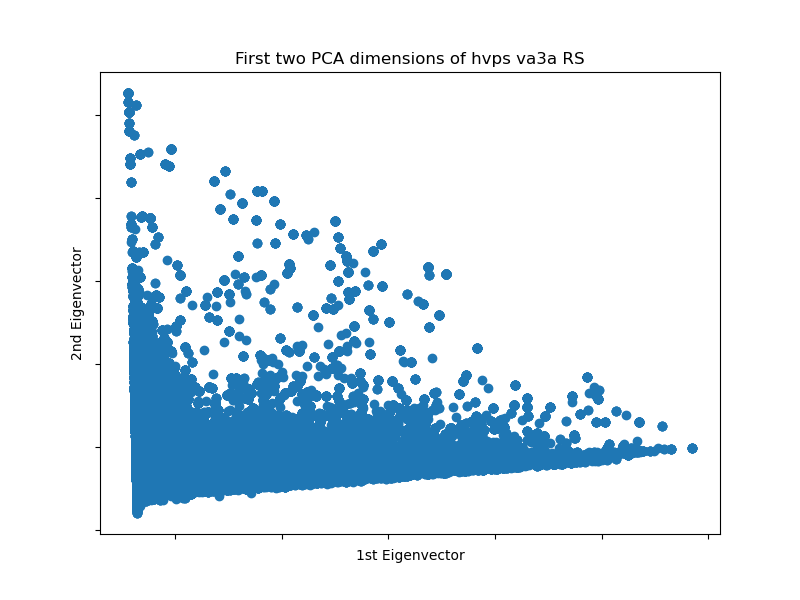 First two PCA dimensions of hvps va3a RS
2nd Eigenvector
1st Eigenvector